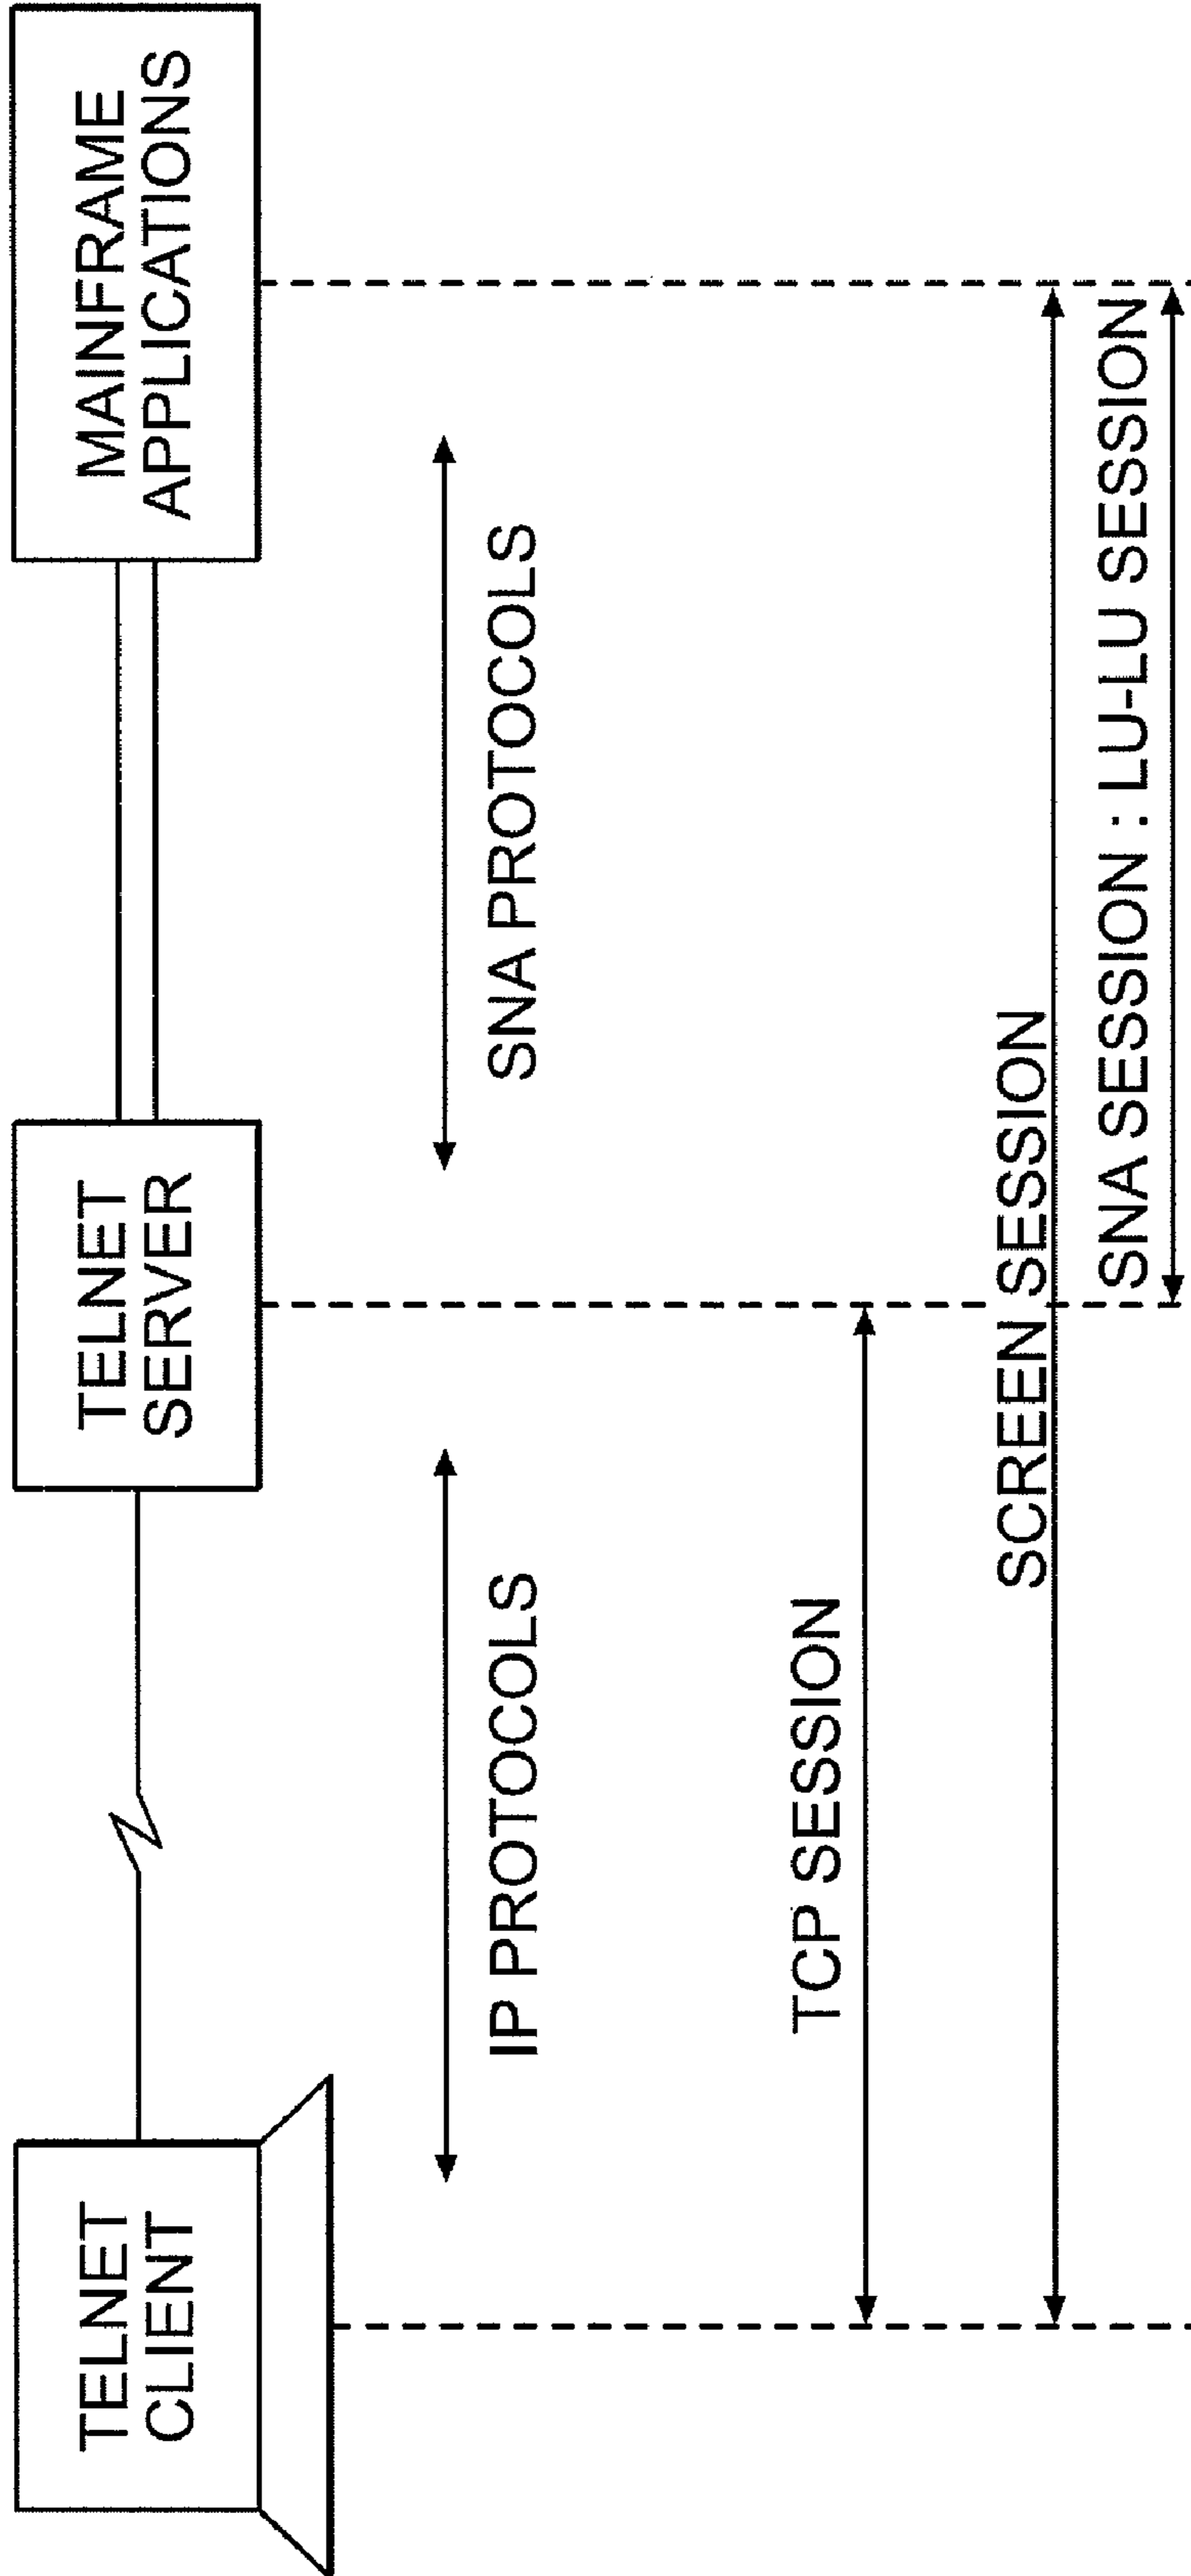 TELNET
CLIENT
TELNET
SERVER
MAINFRAME
APPLICATIONS
IP PROTOCOLS
SNA PROTOCOLS
TCP SESSION
SCREEN SESSION
SNA SESSION : LU-LU SESSION